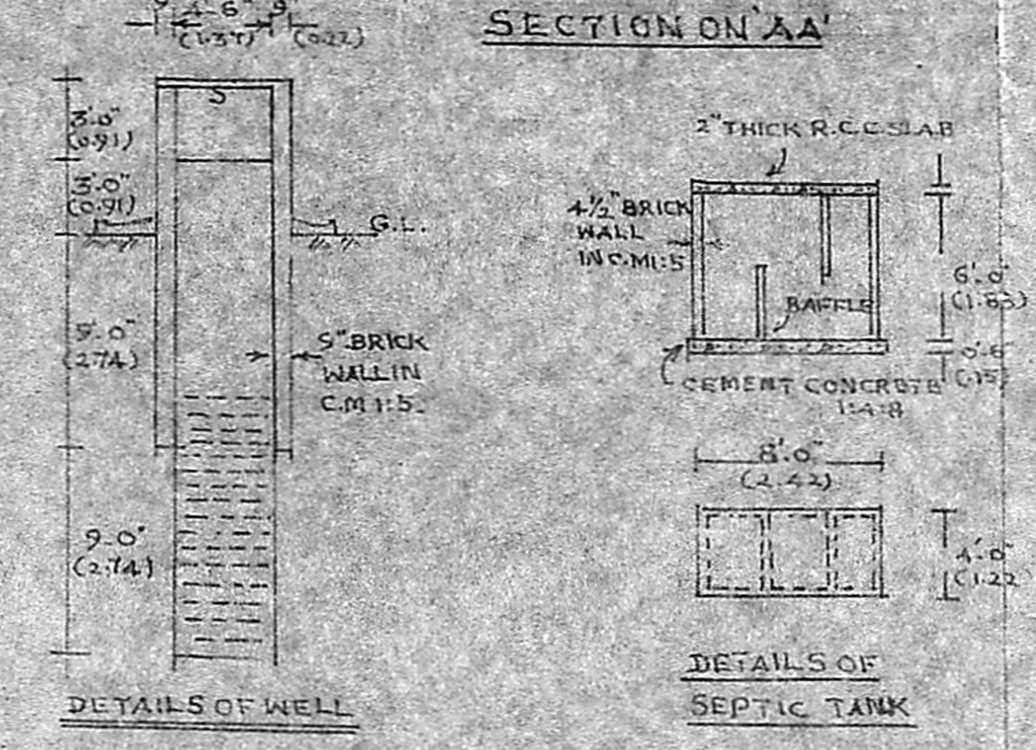 4'-6" 9"
(1.37) (0.22)
SECTION ON 'AA'
S
3'-0"
(0.91)
3'-0"
(0.91)
G.L.
9'-0"
(2.74)
9" BRICK
WALL IN
C.M 1:5.
9-0"
(2.74)
DETAILS OF WELL
2" THICK R.C.C. SLAB
4½" BRICK
WALL
IN C.M 1:5
BAFFLE
6'-0"
(1.83)
0'-6"
(.15)
CEMENT CONCRETE
1:4:8
8'-0"
(2.42)
4'-0"
(1.22
DETAILS OF
SEPTIC TANK